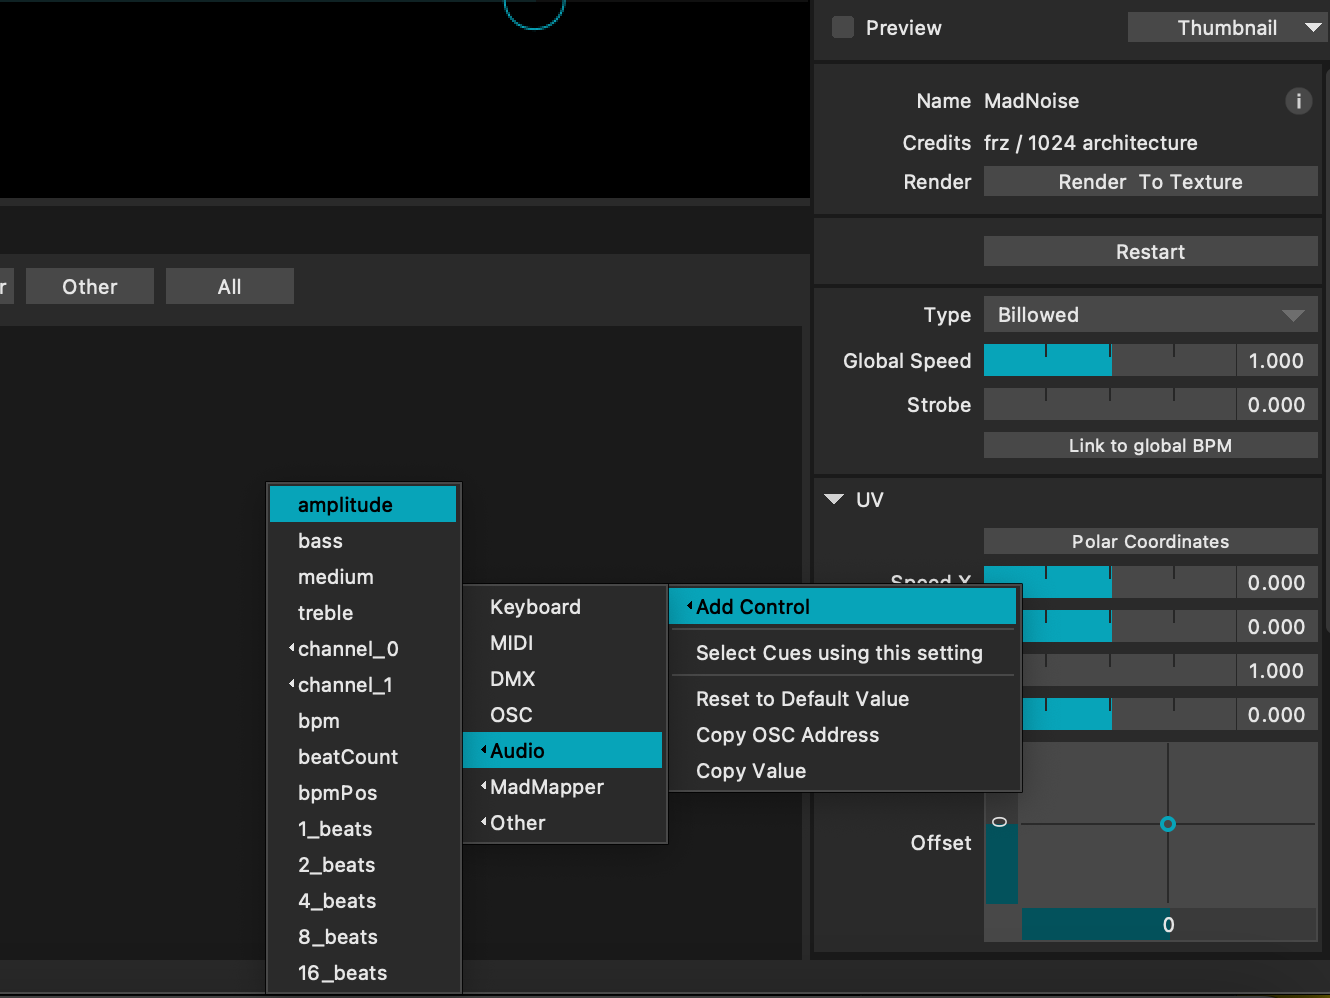 Preview
Thumbnail
Name MadNoise
i
Credits frz / 1024 architecture
Render Render To Texture
Restart
r
Other
All
Type Billowed
Global Speed 1.000
Strobe 0.000
Link to global BPM
UV
Polar Coordinates
Speed X 0.000
0.000
1.000
0.000
Offset
0
0
Add Control
Select Cues using this setting
Reset to Default Value
Copy OSC Address
Copy Value
Keyboard
MIDI
DMX
OSC
Audio
MadMapper
Other
amplitude
bass
medium
treble
channel_0
channel_1
bpm
beatCount
bpmPos
1_beats
2_beats
4_beats
8_beats
16_beats